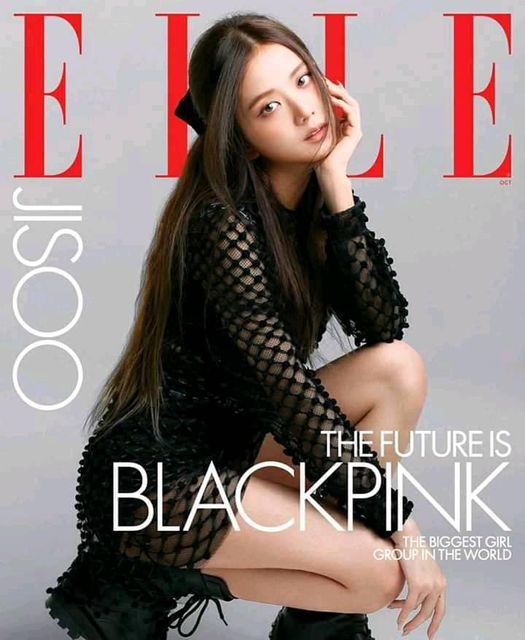 ELLE
OCT
JISOO
THE FUTURE IS
BLACKPINK
THE BIGGEST GIRL
GROUP IN THE WORLD